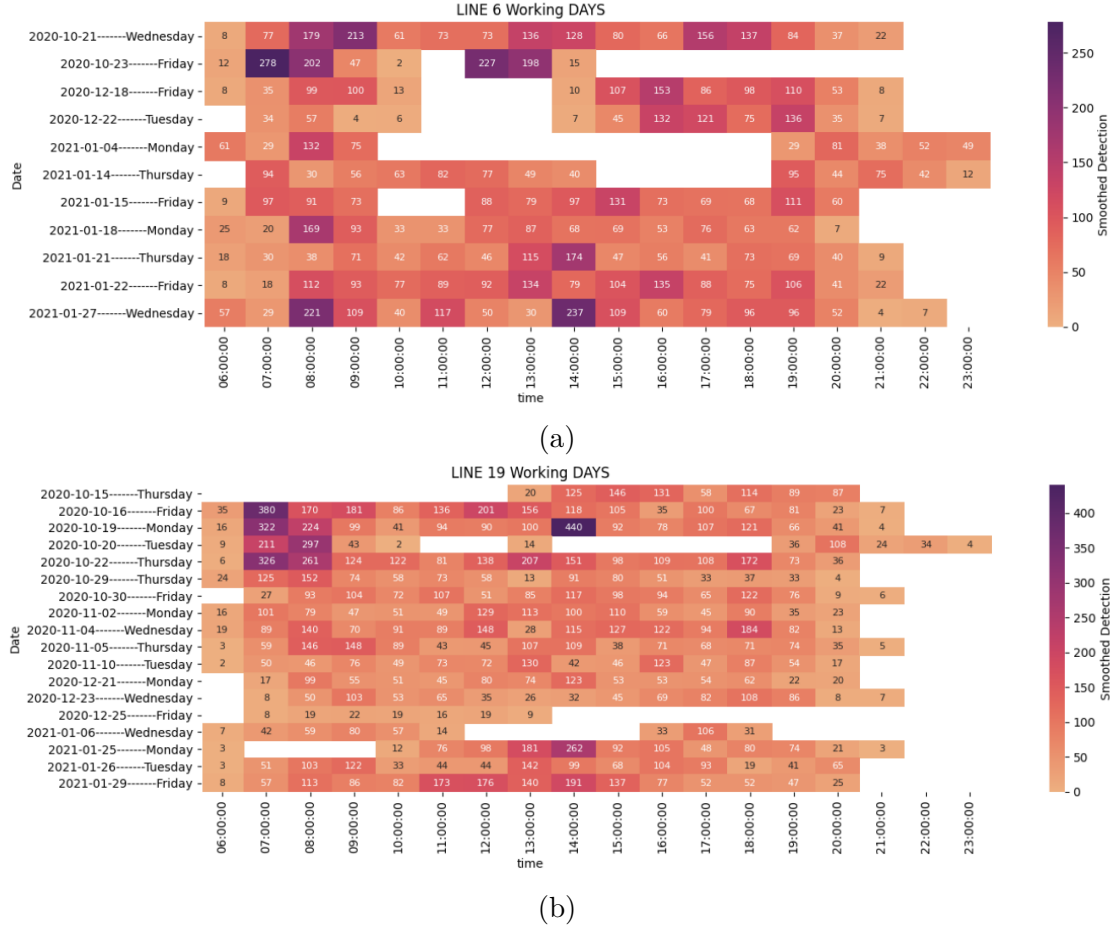 LINE 6 Working DAYS
2020-10-21-------Wednesday 8 77 179 213 61 73 73 136 128 80 66 156 137 84 37 22
2020-10-23-------Friday 12 278 202 47 2 227 198 15
2020-12-18-------Friday 8 35 99 100 13 10 107 153 86 98 110 53 8
2020-12-22-------Tuesday 34 57 4 6 7 45 132 121 75 136 35 7
2021-01-04-------Monday 61 29 132 75 29 81 38 52 49
2021-01-14-------Thursday 94 30 56 63 82 77 49 40 95 44 75 42 12
2021-01-15-------Friday 9 97 91 73 88 79 97 131 73 69 68 111 60
2021-01-18-------Monday 25 20 169 93 33 33 77 87 68 69 53 76 63 62 7
2021-01-21-------Thursday 18 30 38 71 42 62 46 115 174 47 56 41 73 69 40 9
2021-01-22-------Friday 8 18 112 93 77 89 92 134 79 104 135 88 75 106 41 22
2021-01-27-------Wednesday 57 29 221 109 40 117 50 30 237 109 60 79 96 96 52 4 7
Date
06:00:00 07:00:00 08:00:00 09:00:00 10:00:00 11:00:00 12:00:00 13:00:00 14:00:00 15:00:00 16:00:00 17:00:00 18:00:00 19:00:00 20:00:00 21:00:00 22:00:00 23:00:00
time
250
200
150
100
50
0
Smoothed Detection
(a)
LINE 19 Working DAYS
2020-10-15-------Thursday 20 125 146 131 58 114 89 87
2020-10-16-------Friday 35 380 170 181 86 136 201 156 118 105 35 100 67 81 23 7
2020-10-19-------Monday 16 322 224 99 41 94 90 100 440 92 78 107 121 66 41 4
2020-10-20-------Tuesday 9 211 297 43 2 14 36 108 24 34 4
2020-10-22-------Thursday 6 326 261 124 122 81 138 207 151 98 109 108 172 73 36
2020-10-29-------Thursday 24 125 152 74 58 73 58 13 91 80 51 33 37 33 4
2020-10-30-------Friday 27 93 104 72 107 51 85 117 98 94 65 122 76 9 6
2020-11-02-------Monday 16 101 79 47 51 49 129 113 100 110 59 45 90 35 23
2020-11-04-------Wednesday 19 89 140 70 91 89 148 28 115 127 122 94 184 82 13
2020-11-05-------Thursday 3 59 146 148 89 43 45 107 109 38 71 68 71 74 35 5
2020-11-10-------Tuesday 2 50 46 76 49 73 72 130 42 46 123 47 87 54 17
2020-12-21-------Monday 17 99 55 51 45 80 74 123 53 53 54 62 22 20
2020-12-23-------Wednesday 8 50 103 53 65 35 26 32 45 69 82 108 86 8 7
2020-12-25-------Friday 8 19 22 19 16 19 9
2021-01-06-------Wednesday 7 42 59 80 57 14 33 106 31
2021-01-25-------Monday 3 12 76 98 181 262 92 105 48 80 74 21 3
2021-01-26-------Tuesday 3 51 103 122 33 44 44 142 99 68 104 93 19 41 65
2021-01-29-------Friday 8 57 113 86 82 173 176 140 191 137 77 52 52 47 25
Date
06:00:00 07:00:00 08:00:00 09:00:00 10:00:00 11:00:00 12:00:00 13:00:00 14:00:00 15:00:00 16:00:00 17:00:00 18:00:00 19:00:00 20:00:00 21:00:00 22:00:00 23:00:00
time
400
300
200
100
0
Smoothed Detection
(b)